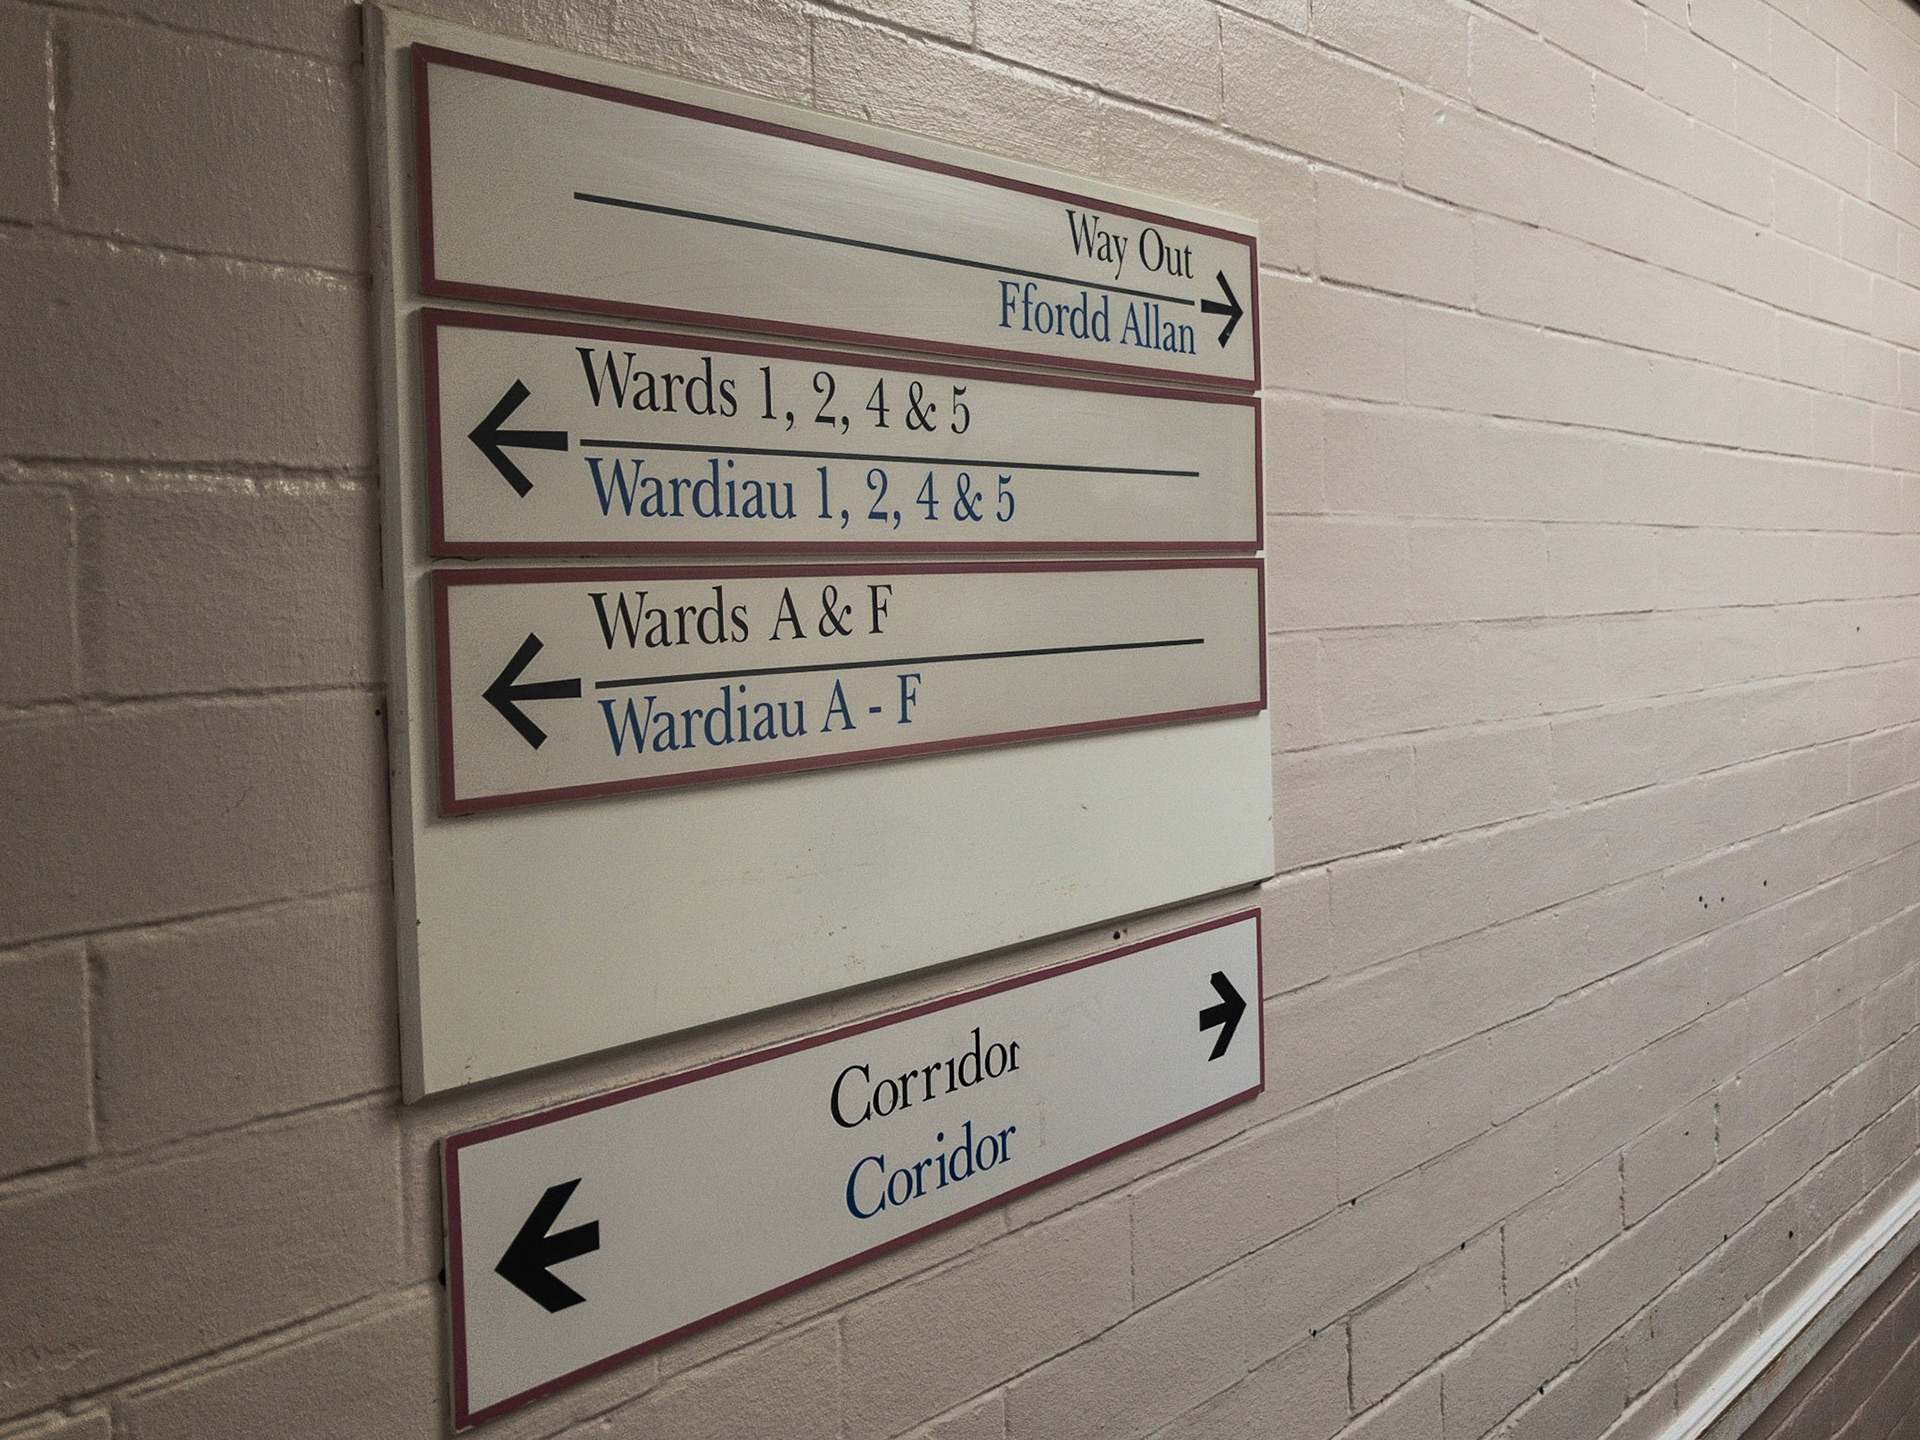 Way Out
Ffordd Allan
Wards 1, 2, 4 & 5
Wardiau 1, 2, 4 & 5
Wards A & F
Wardiau A - F
Corridor
Coridor